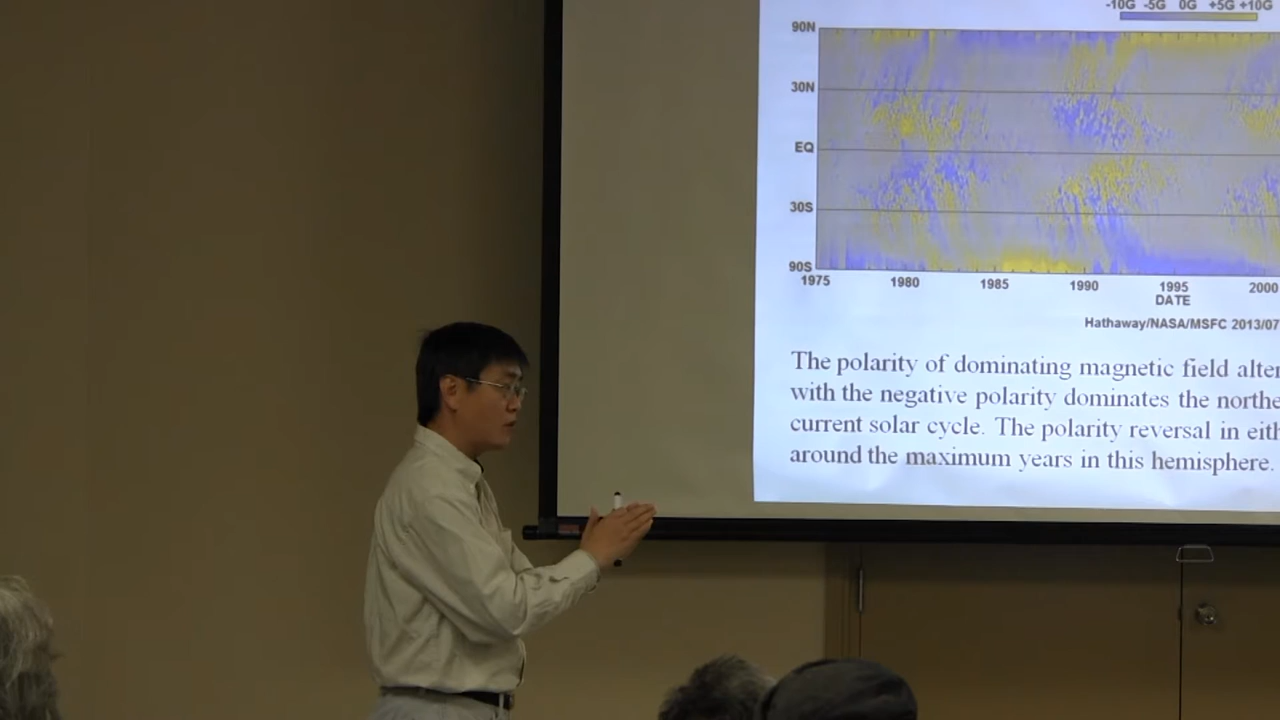 -10G -5G 0G +5G +10G
90N
30N
EQ
30S
90S
1975 1980 1985 1990 1995 2000
DATE
Hathaway/NASA/MSFC 2013/07
The polarity of dominating magnetic field alter
with the negative polarity dominates the northe
current solar cycle. The polarity reversal in eith
around the maximum years in this hemisphere.